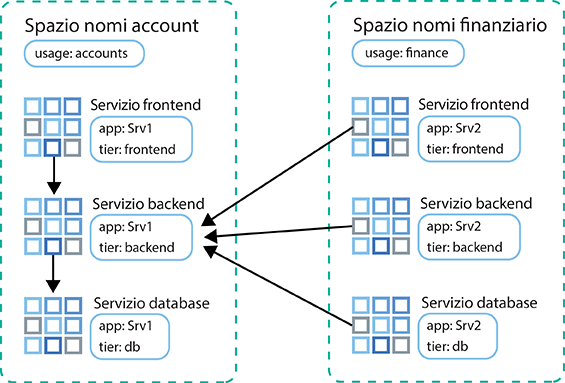 Spazio nomi account
usage: accounts
Servizio frontend
app: Srv1
tier: frontend
Servizio backend
app: Srv1
tier: backend
Servizio database
app: Srv1
tier: db
Spazio nomi finanziario
usage: finance
Servizio frontend
app: Srv2
tier: frontend
Servizio backend
app: Srv2
tier: backend
Servizio database
app: Srv2
tier: db